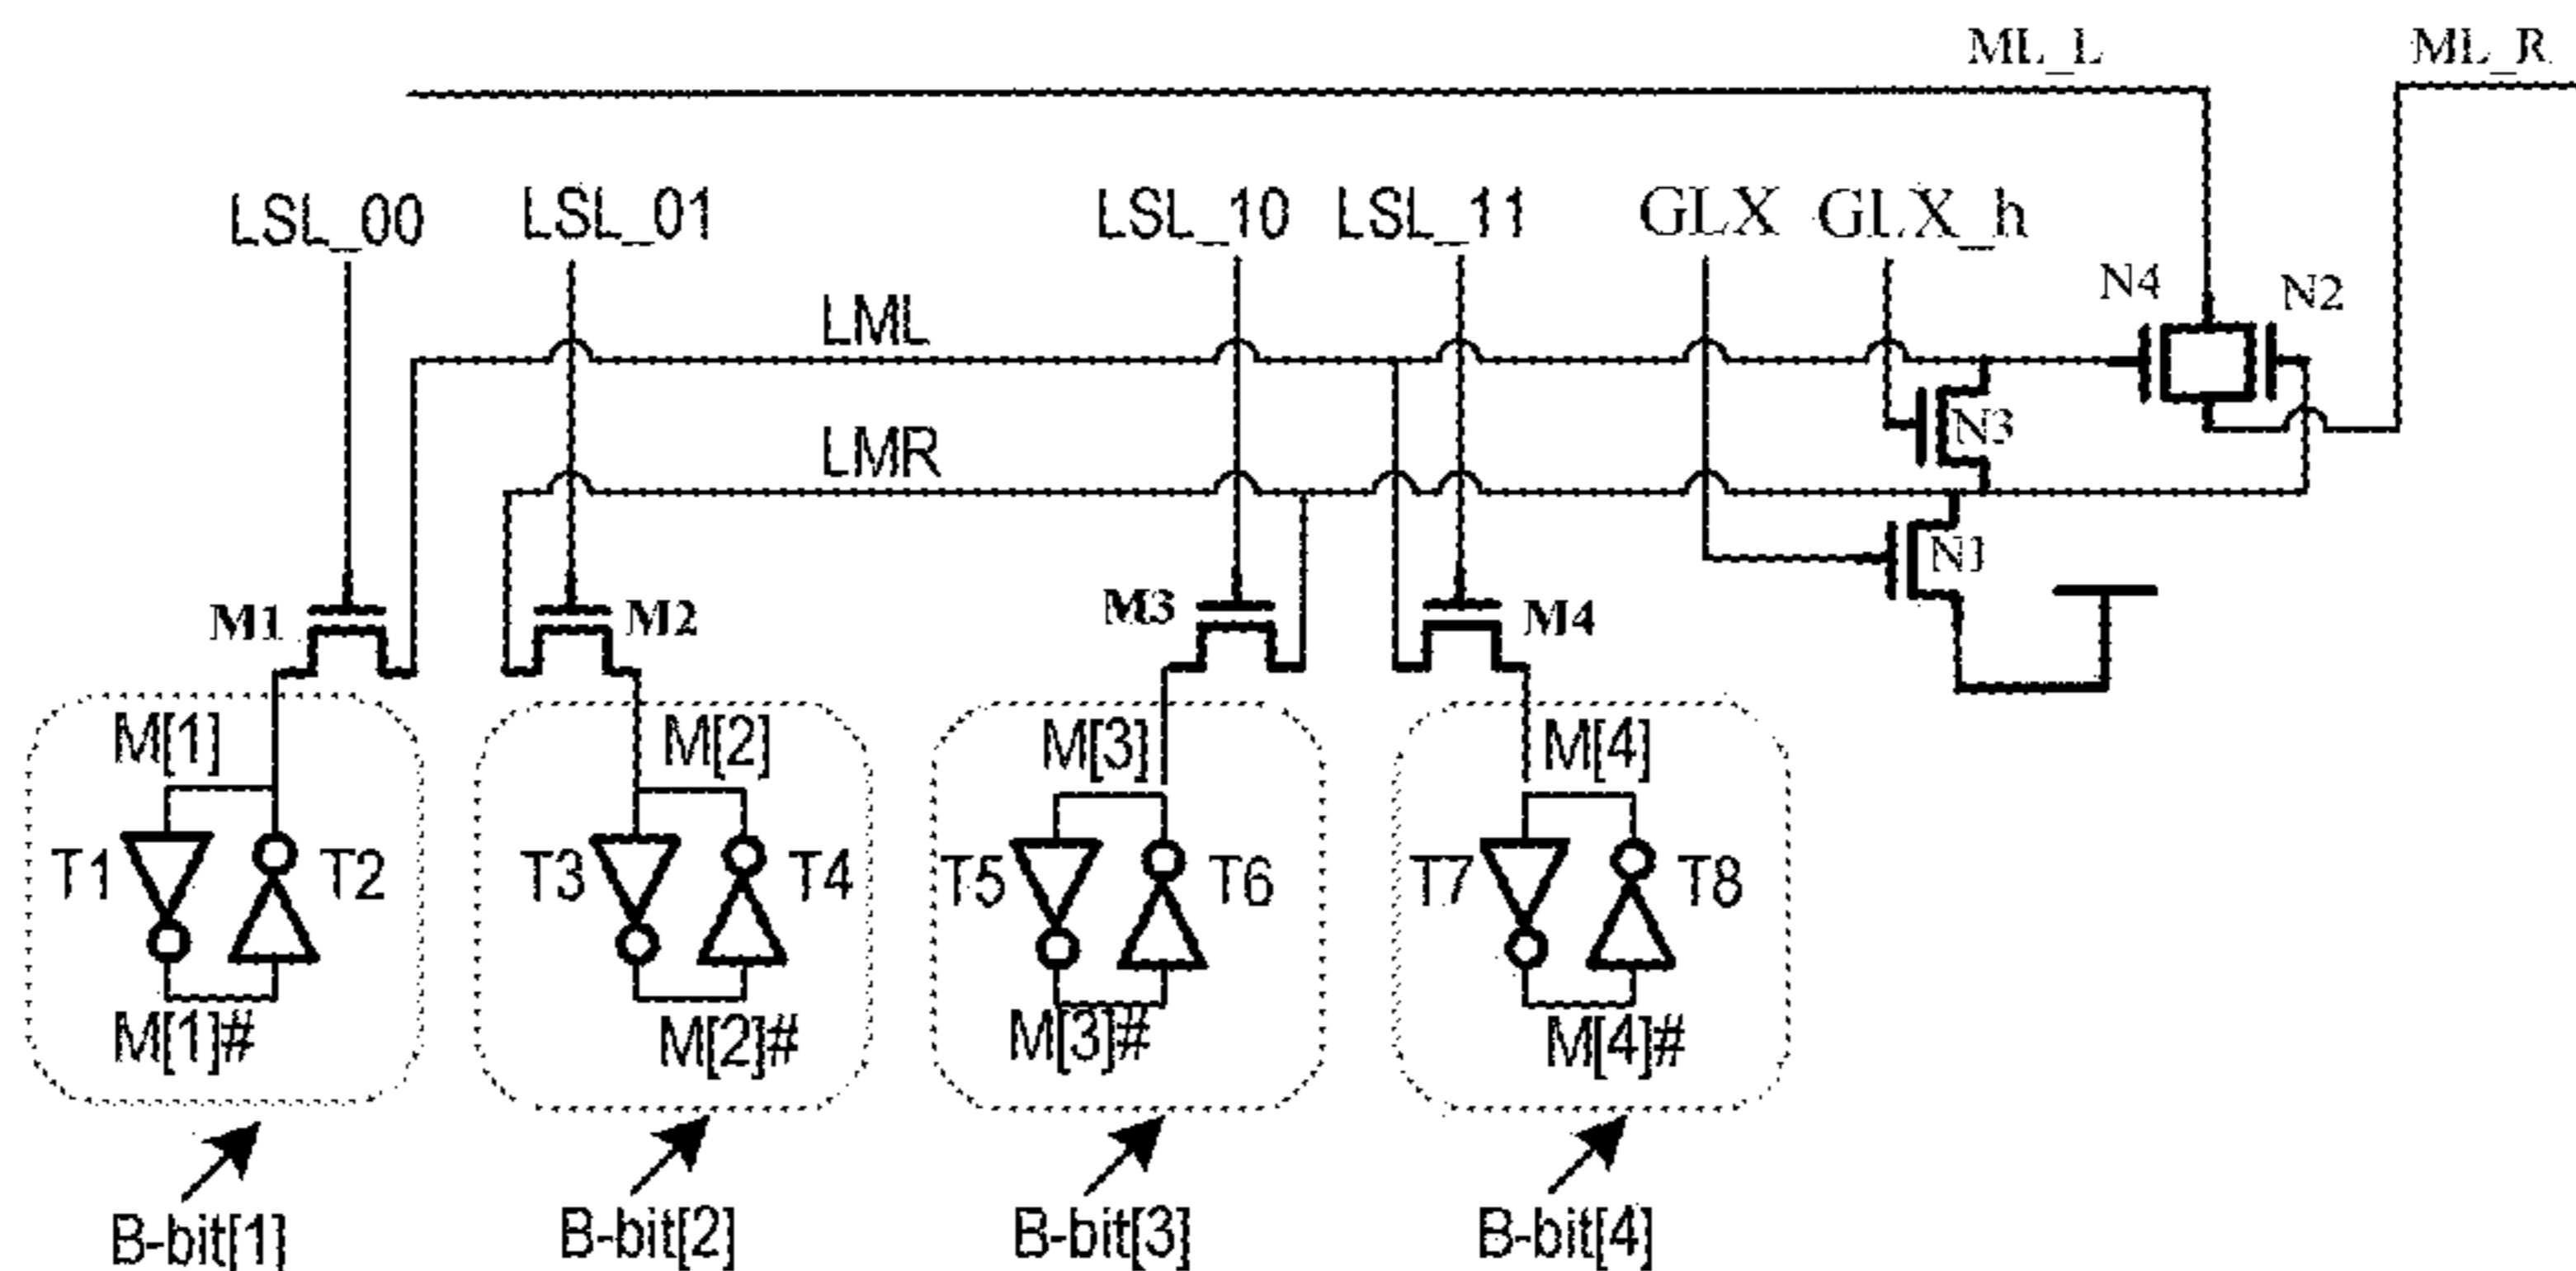 ML_L ML_R
LSL_00 LSL_01 LSL_10 LSL_11 GLX GLX_h
N4 N2
LML
N3
LMR
N1
M1 M2 M3 M4
M[1] M[2] M[3] M[4]
T1 T2 T3 T4 T5 T6 T7 T8
M[1]# M[2]# M[3]# M[4]#
B-bit[1] B-bit[2] B-bit[3] B-bit[4]